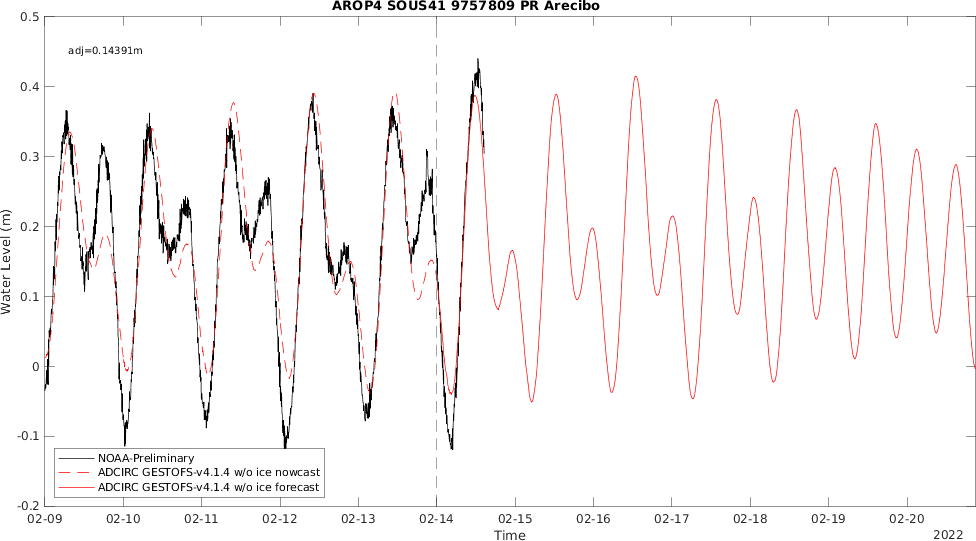 AROP4 SOUS41 9757809 PR Arecibo
adj=0.14391m
0.5
0.4
0.3
0.2
0.1
0
-0.1
-0.2
Water Level (m)
NOAA-Preliminary
ADCIRC GESTOFS-v4.1.4 w/o ice nowcast
ADCIRC GESTOFS-v4.1.4 w/o ice forecast
02-09 02-10 02-11 02-12 02-13 02-14 02-15 02-16 02-17 02-18 02-19 02-20
Time
2022